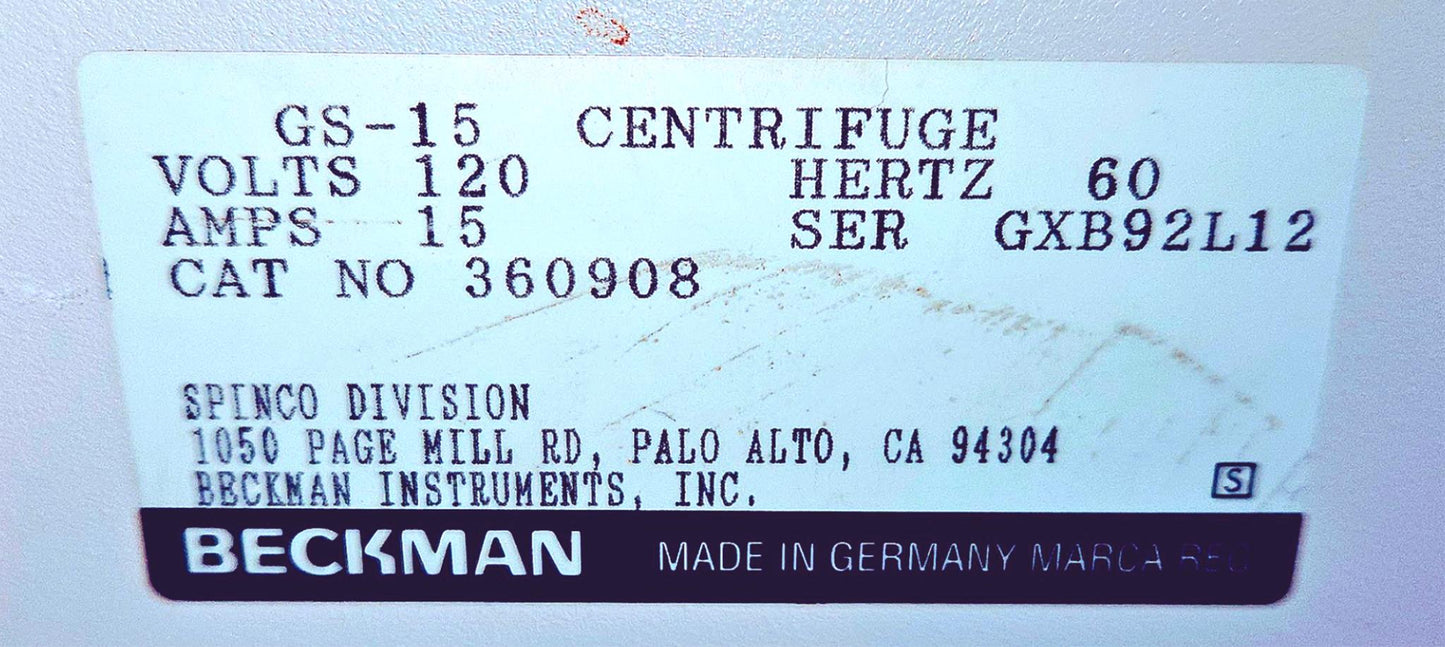 GS-15 CENTRIFUGE
VOLTS 120 HERTZ 60
AMPS 15 SER GXB92L12
CAT NO 360908
SPINCO DIVISION
1050 PAGE MILL RD, PALO ALTO, CA 94304
BECKMAN INSTRUMENTS, INC.
S
BECKMAN MADE IN GERMANY MARCA REG